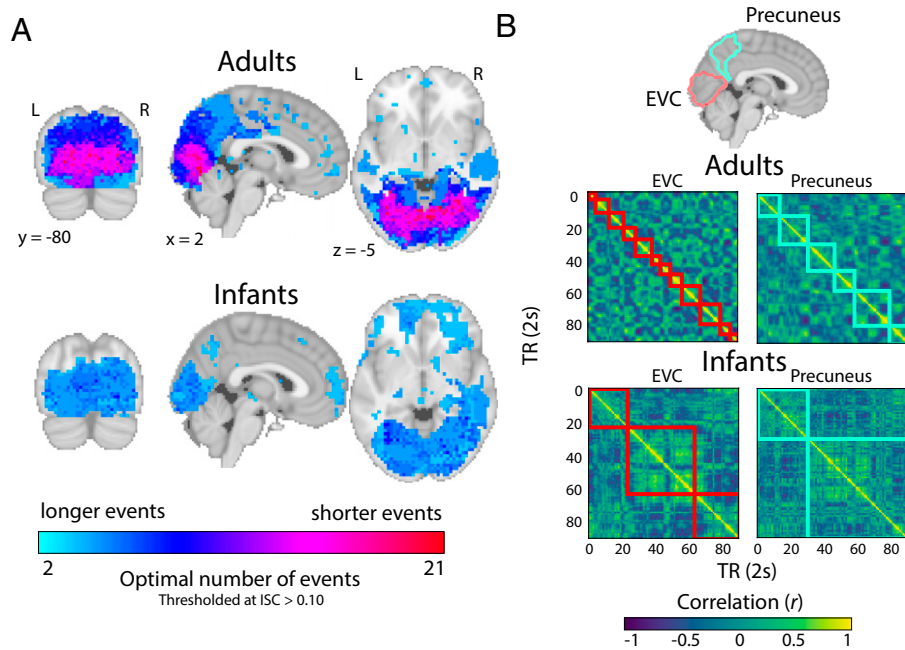 A
Adults
L
R
L
R
y = -80
x = 2
z = -5
Infants
longer events
shorter events
2
21
Optimal number of events
Thresholded at ISC > 0.10
B
Precuneus
EVC
Adults
EVC
Precuneus
0
20
40
60
80
TR (2s)
Infants
EVC
Precuneus
0
20
40
60
80
0 20 40 60 80
0 20 40 60 80
TR (2s)
Correlation (r)
-1 -0.5 0 0.5 1